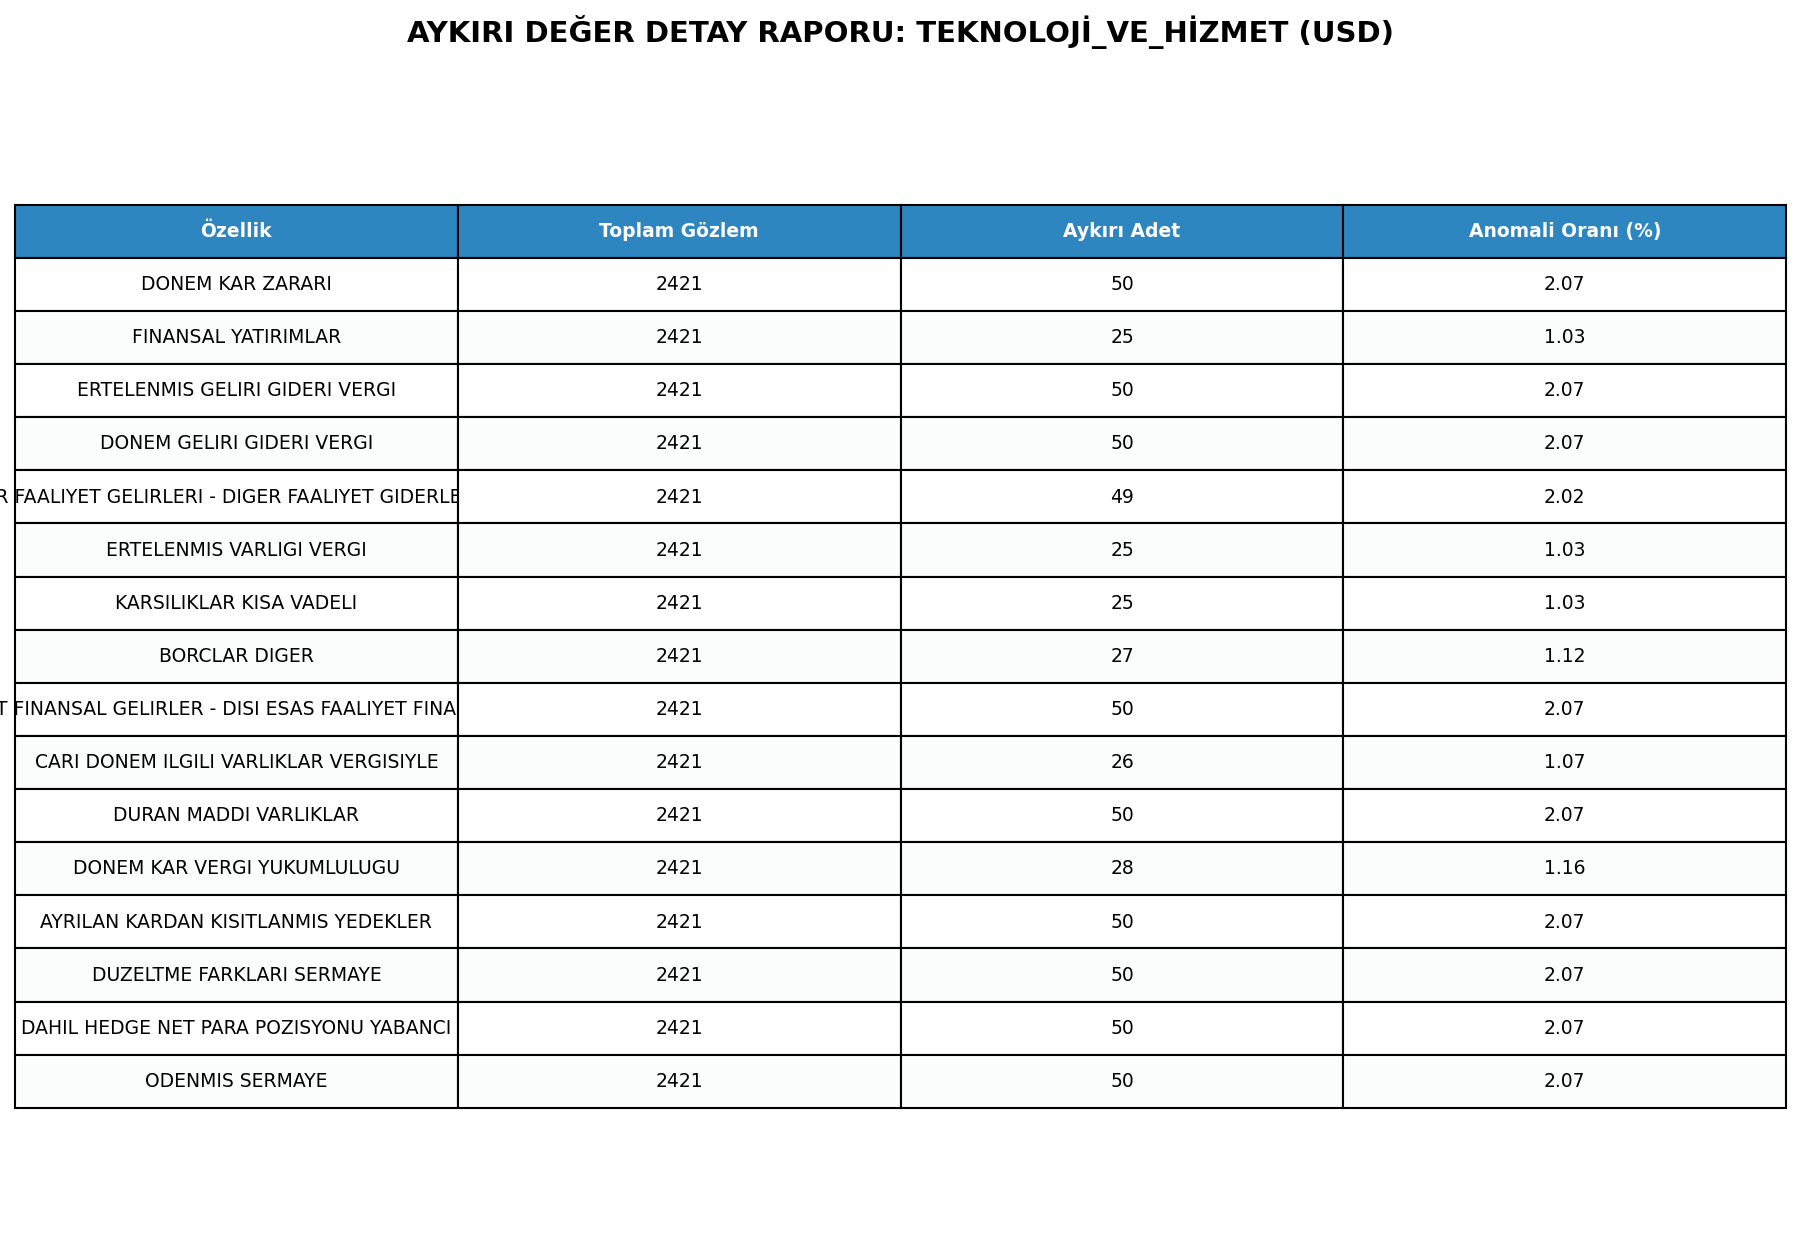 AYKIRI DEĞER DETAY RAPORU: TEKNOLOJİ_VE_HİZMET (USD)
Özellik Toplam Gözlem Aykırı Adet Anomali Oranı (%)
DONEM KAR ZARARI 2421 50 2.07
FINANSAL YATIRIMLAR 2421 25 1.03
ERTELENMIS GELIRI GIDERI VERGI 2421 50 2.07
DONEM GELIRI GIDERI VERGI 2421 50 2.07
R FAALIYET GELIRLERI - DIGER FAALIYET GIDERLE 2421 49 2.02
ERTELENMIS VARLIGI VERGI 2421 25 1.03
KARSILIKLAR KISA VADELI 2421 25 1.03
BORCLAR DIGER 2421 27 1.12
T FINANSAL GELIRLER - DISI ESAS FAALIYET FINA 2421 50 2.07
CARI DONEM ILGILI VARLIKLAR VERGISIYLE 2421 26 1.07
DURAN MADDI VARLIKLAR 2421 50 2.07
DONEM KAR VERGI YUKUMLULUGU 2421 28 1.16
AYRILAN KARDAN KISITLANMIS YEDEKLER 2421 50 2.07
DUZELTME FARKLARI SERMAYE 2421 50 2.07
DAHIL HEDGE NET PARA POZISYONU YABANCI 2421 50 2.07
ODENMIS SERMAYE 2421 50 2.07